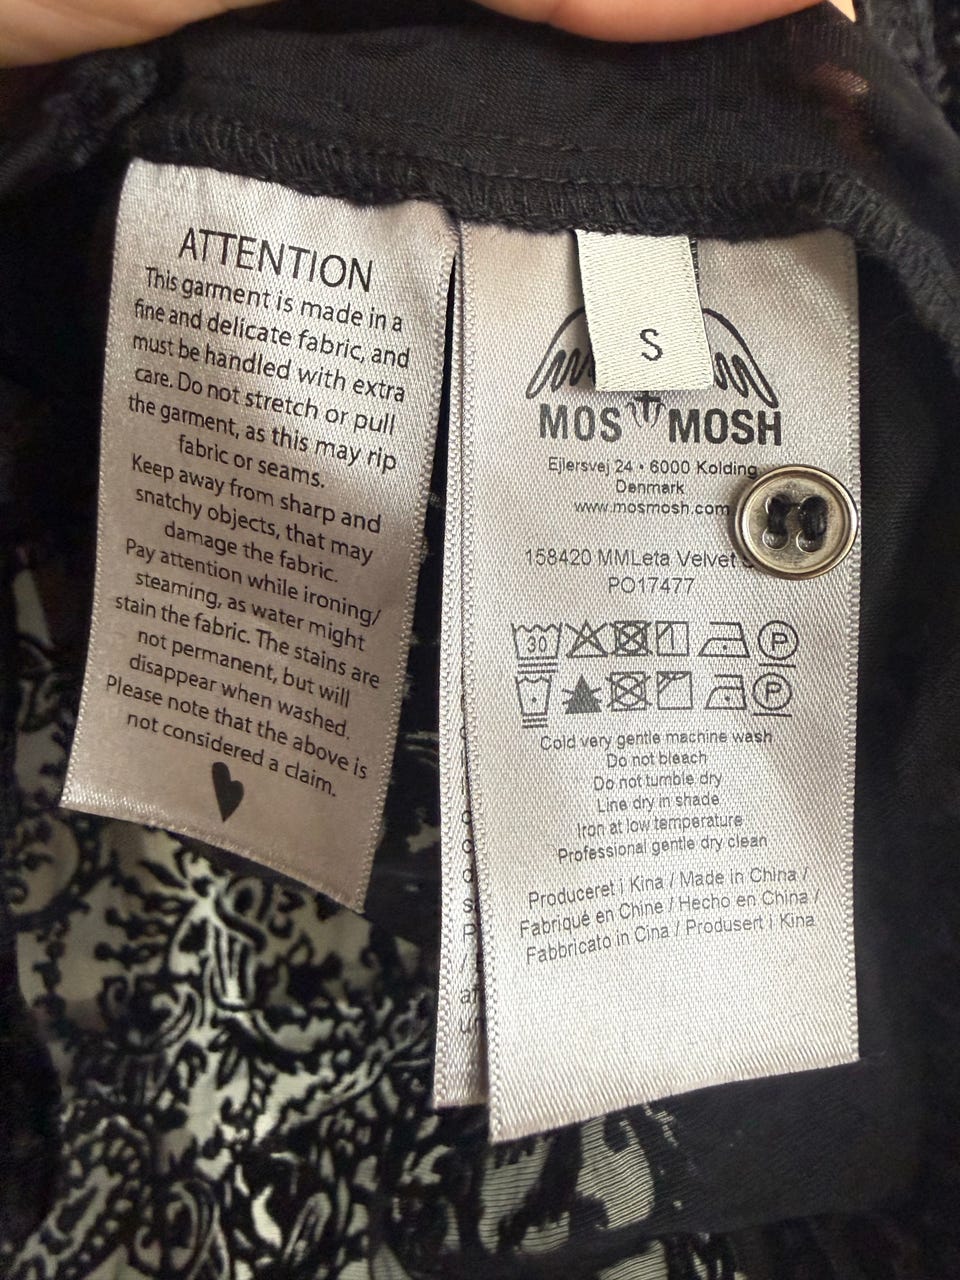 ATTENTION
This garment is made in a
fine and delicate fabric, and
must be handled with extra
care. Do not stretch or pull
the garment, as this may rip
fabric or seams.
Keep away from sharp and
snatchy objects, that may
damage the fabric.
Pay attention while ironing/
steaming, as water might
stain the fabric. The stains are
not permanent, but will
disappear when washed.
Please note that the above is
not considered a claim.
S
MOS MOSH
Ejlersvej 24 • 6000 Kolding
Denmark
www.mosmosh.com
158420 MMLeta Velvet
PO17477
30 P
P
Cold very gentle machine wash
Do not bleach
Do not tumble dry
Line dry in shade
Iron at low temperature
Professional gentle dry clean
Produceret i Kina / Made in China /
Fabriqué en Chine / Hecho en China /
Fabbricato in Cina / Produsert i Kina